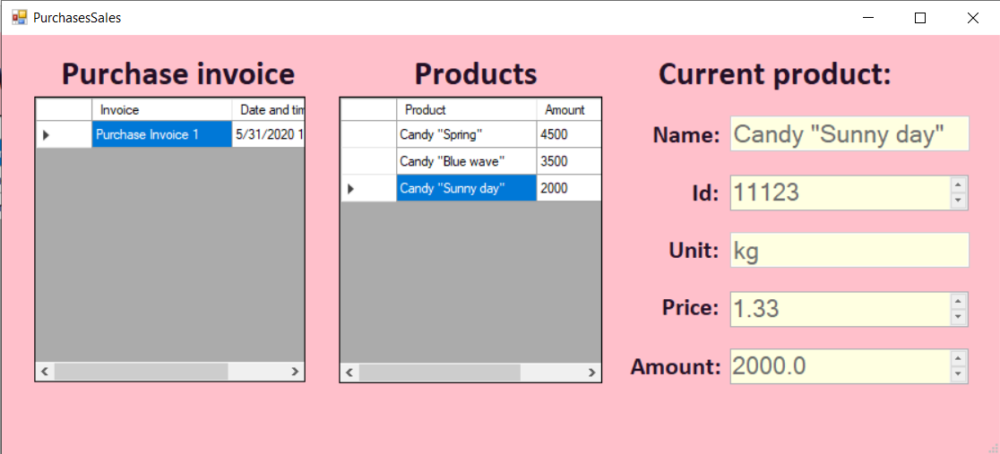 PurchasesSales
Purchase invoice
Invoice Date and tim
Purchase Invoice 1 5/31/2020 1
Products
Product Amount
Candy "Spring" 4500
Candy "Blue wave" 3500
Candy "Sunny day" 2000
Current product:
Name: Candy "Sunny day"
Id: 11123
Unit: kg
Price: 1.33
Amount: 2000.0